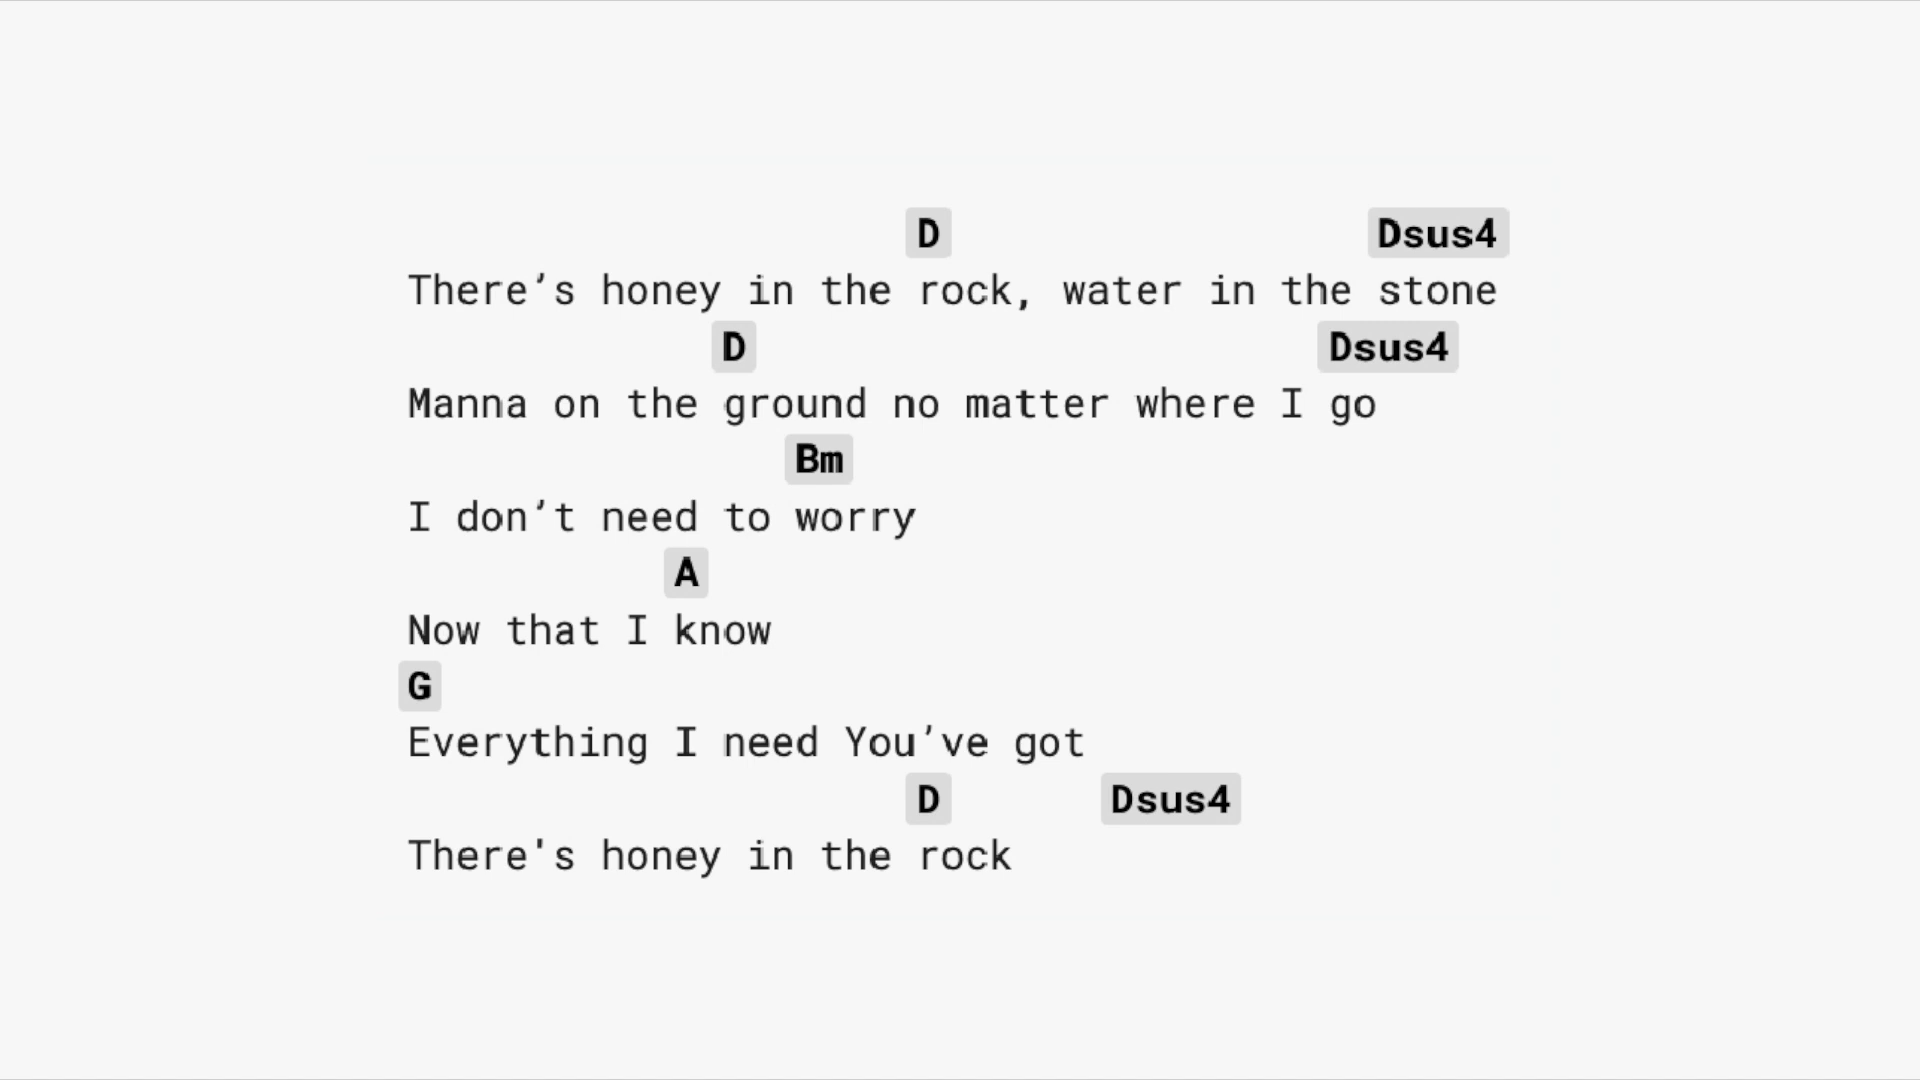 D Dsus4
There’s honey in the rock, water in the stone
D Dsus4
Manna on the ground no matter where I go
Bm
I don’t need to worry
A
Now that I know
G
Everything I need You’ve got
D Dsus4
There's honey in the rock